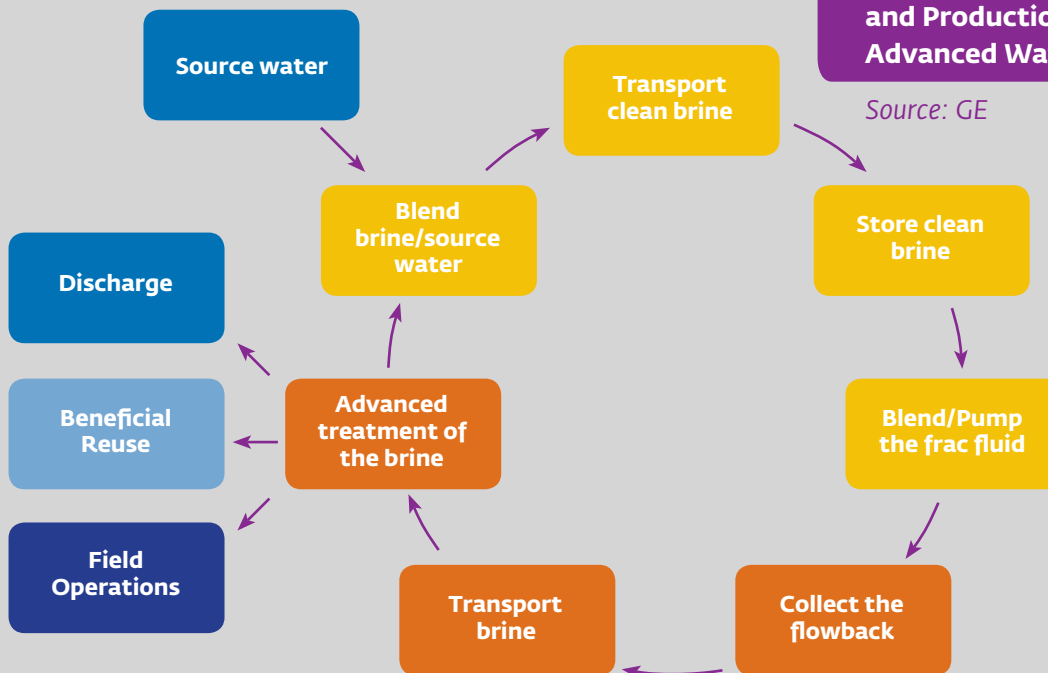 and Productio
Advanced Wa
Source: GE
Source water
Transport
clean brine
Blend
brine/source
water
Store clean
brine
Discharge
Beneficial
Reuse
Advanced
treatment of
the brine
Blend/Pump
the frac fluid
Field
Operations
Transport
brine
Collect the
flowback